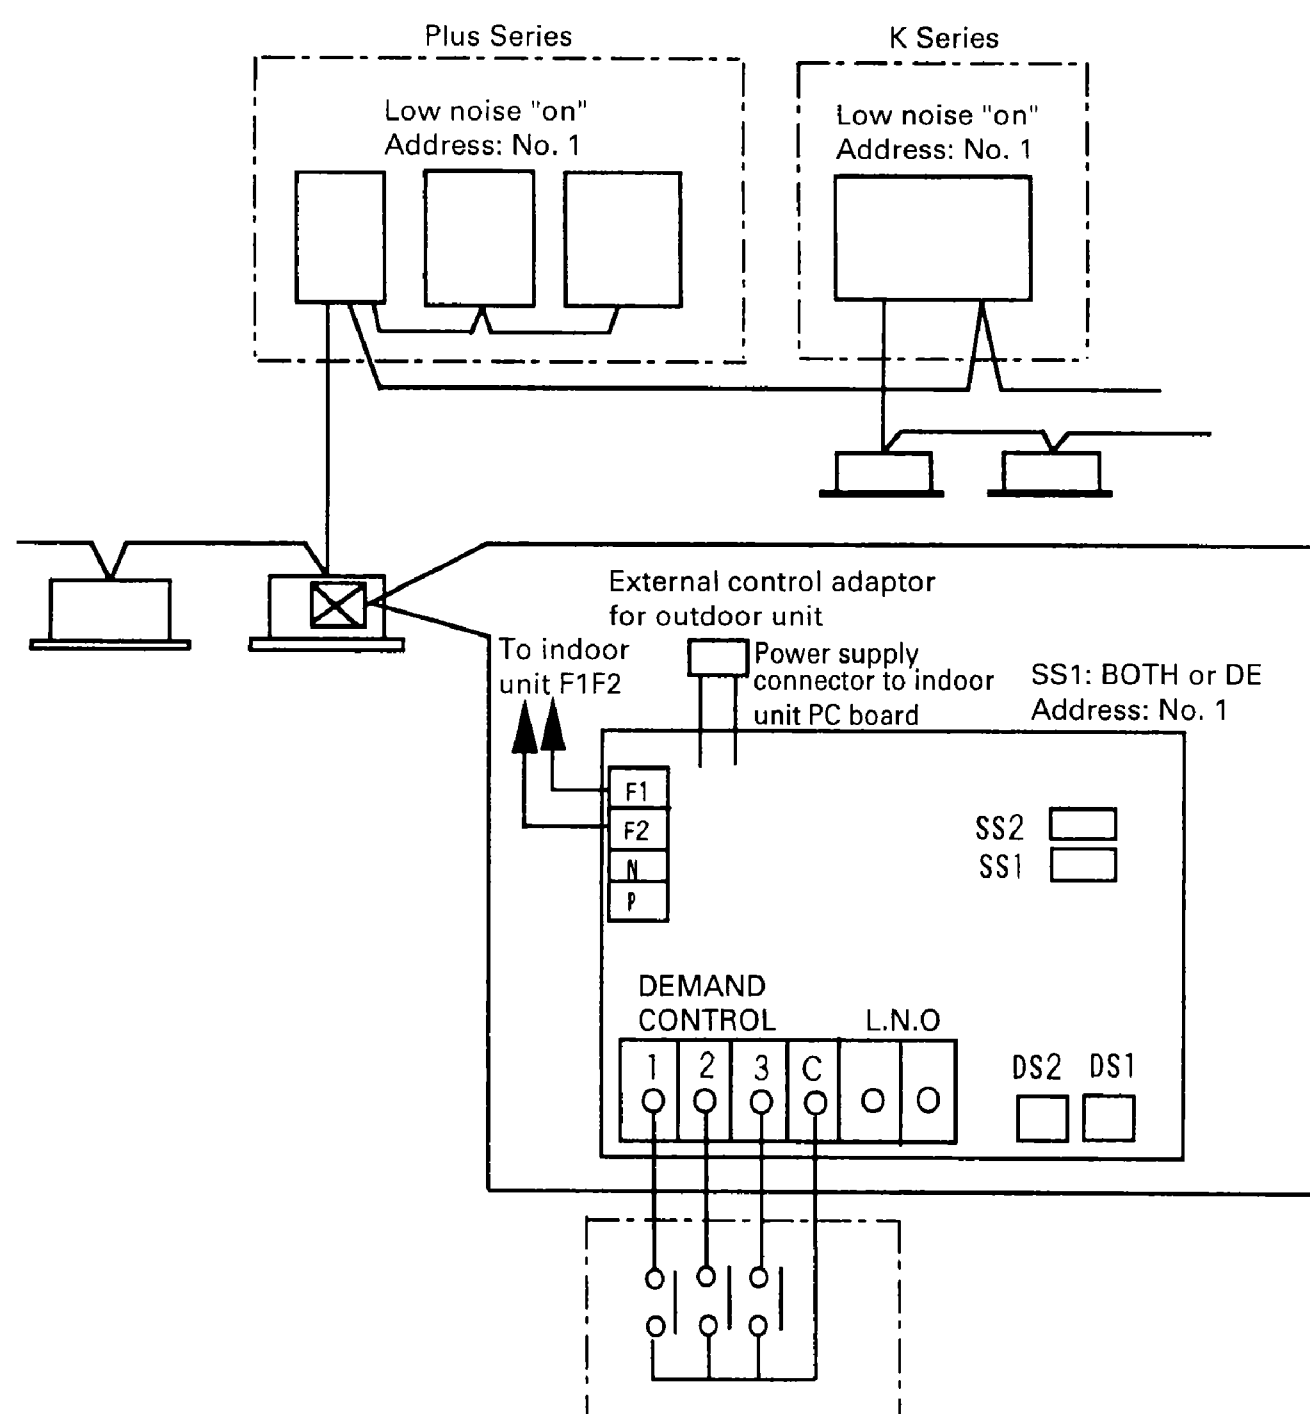 Plus Series
K Series
Low noise "on"
Address: No. 1
Low noise "on"
Address: No. 1
External control adaptor
for outdoor unit
To indoor
unit F1F2
Power supply
connector to indoor
unit PC board
SS1: BOTH or DE
Address: No. 1
F1
F2
N
P
SS2
SS1
DEMAND
CONTROL
L.N.O
1 2 3 C
DS2 DS1